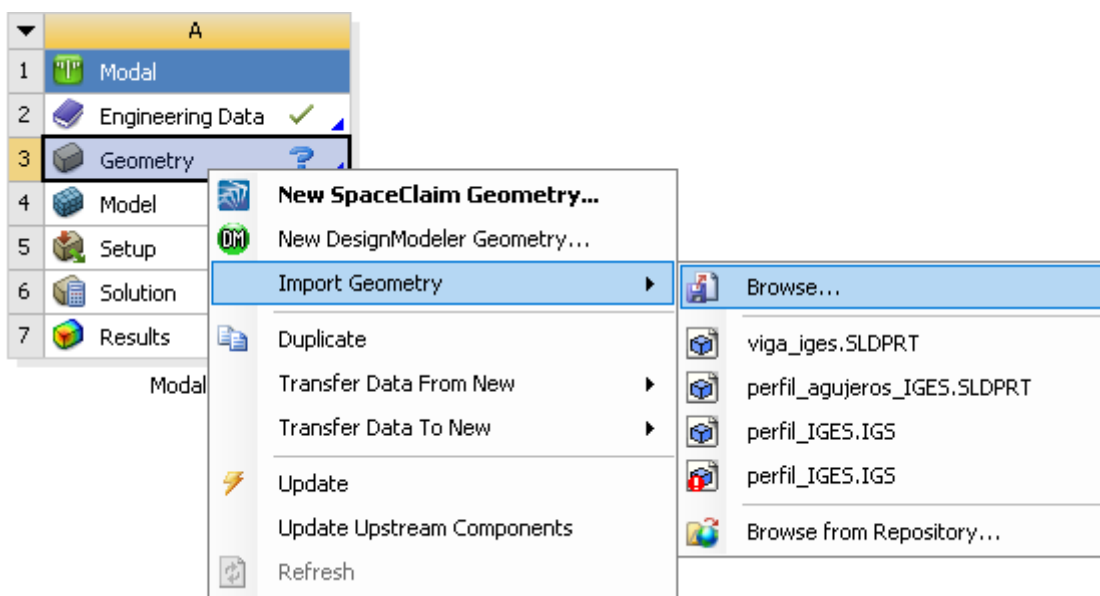 A
1 Modal
2 Engineering Data
3 Geometry ?
4 Model
5 Setup
6 Solution
7 Results
Modal
New SpaceClaim Geometry...
DM New DesignModeler Geometry...
Import Geometry
Duplicate
Transfer Data From New
Transfer Data To New
Update
Update Upstream Components
Refresh
Browse...
viga_iges.SLDPRT
perfil_agujeros_IGES.SLDPRT
perfil_IGES.IGS
perfil_IGES.IGS
Browse from Repository...